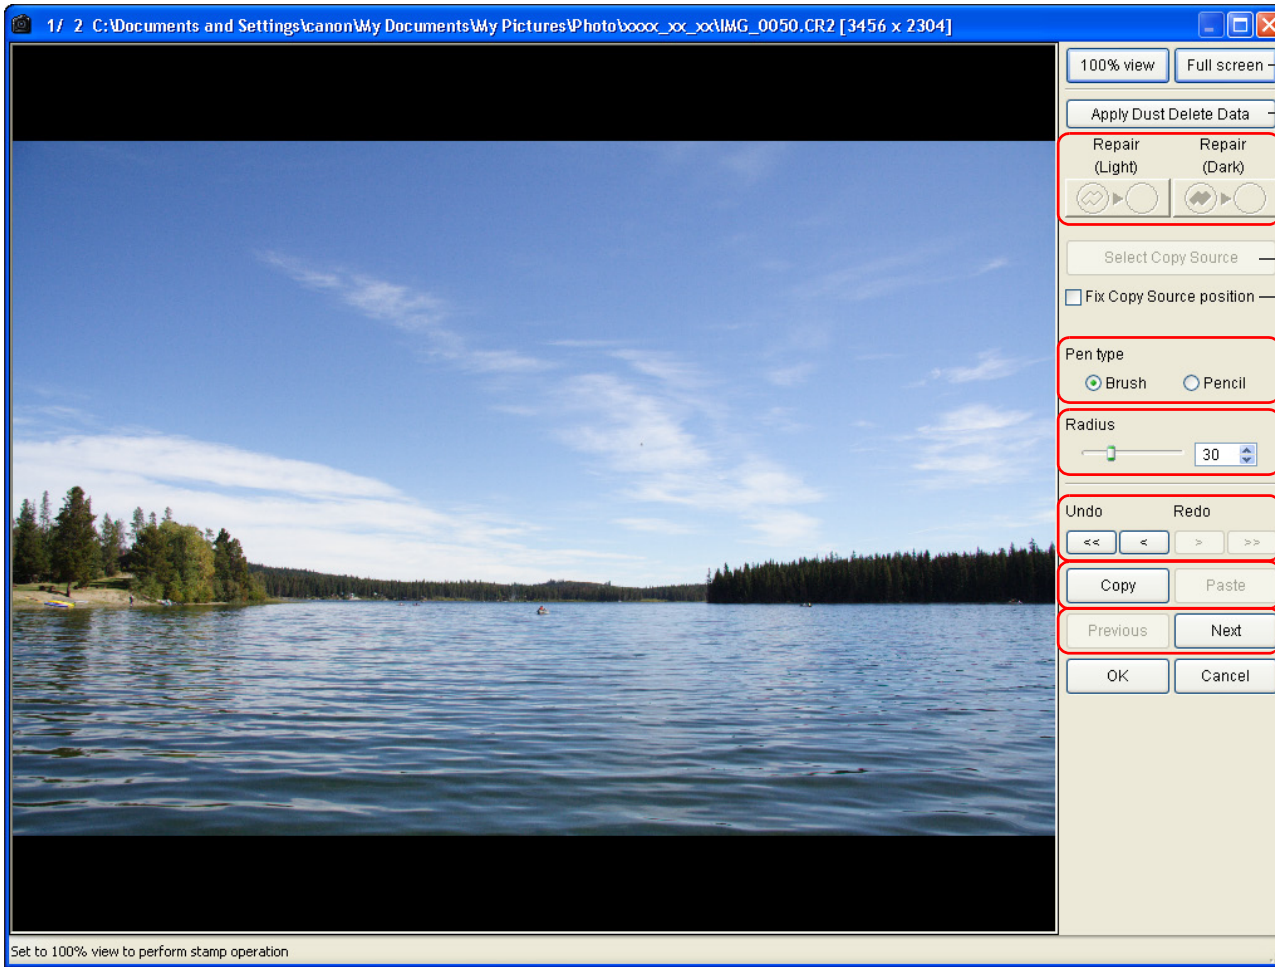 1/ 2 C:\Documents and Settings\canon\My Documents\My Pictures\Photo\xxxx_xx_xx\IMG_0050.CR2 [3456 x 2304]
100% view Full screen
Apply Dust Delete Data
Repair (Light) Repair (Dark)
Select Copy Source
Fix Copy Source position
Pen type
Brush Pencil
Radius
30
Undo Redo
<< < > >>
Copy Paste
Previous Next
OK Cancel
Set to 100% view to perform stamp operation